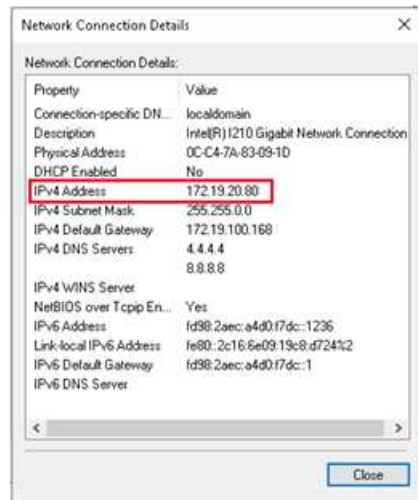 Network Connection Details
Network Connection Details:
Property Value
Connection-specific DN... localdomain
Description Intel(R) I210 Gigabit Network Connection
Physical Address 0C-C4-7A-83-09-1D
DHCP Enabled No
IPv4 Address 172.19.20.80
IPv4 Subnet Mask 255.255.0.0
IPv4 Default Gateway 172.19.100.168
IPv4 DNS Servers 4.4.4.4
8.8.8.8
IPv4 WINS Server
NetBIOS over Tcpip En... Yes
IPv6 Address fd98:2aec:a4d0:f7dc::1236
Link-local IPv6 Address fe80::2c16:6e09:19c8:d724%2
IPv6 Default Gateway fd98:2aec:a4d0:f7dc::1
IPv6 DNS Server
Close